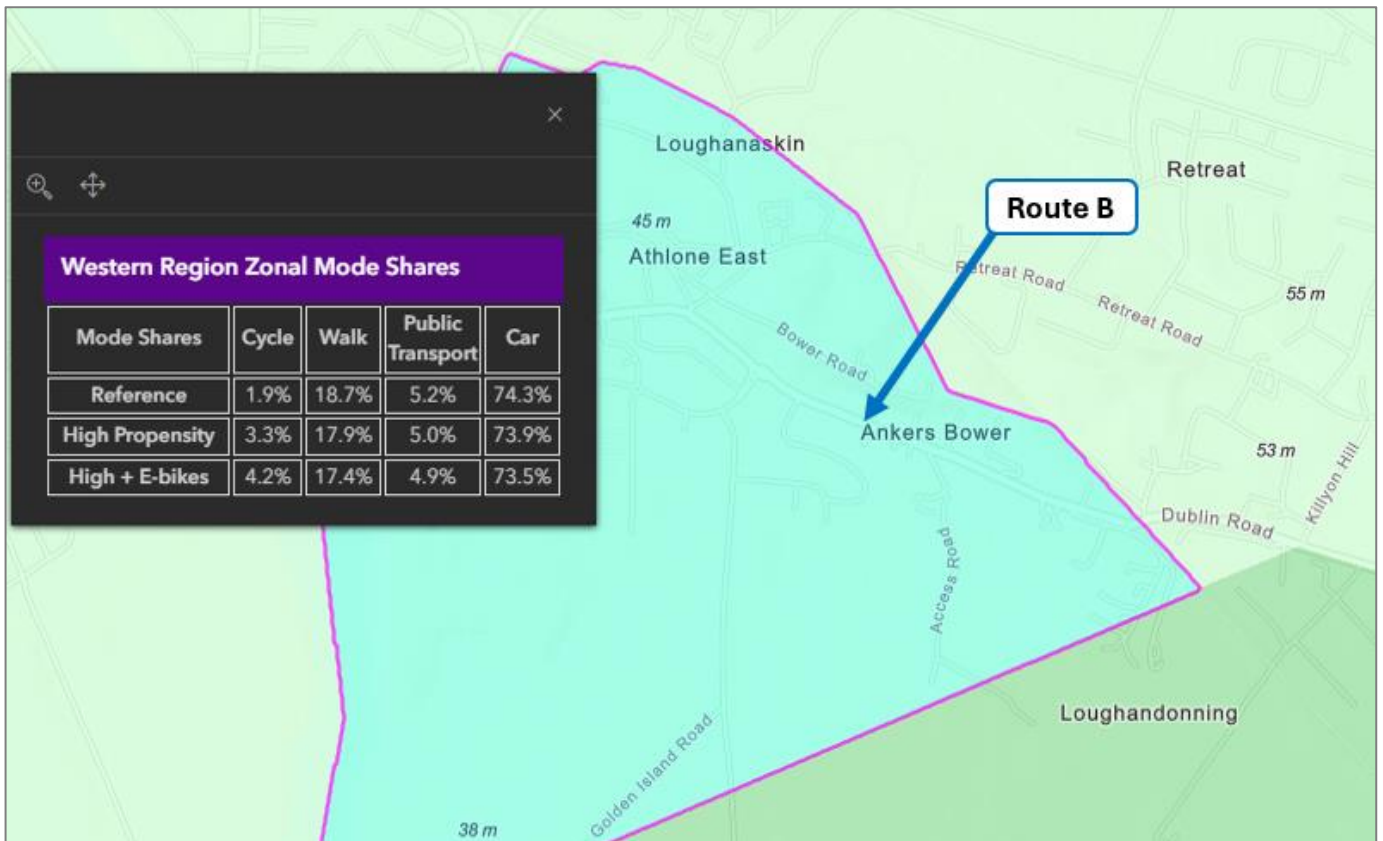 ×
Western Region Zonal Mode Shares
Mode Shares Cycle Walk Public Transport Car
Reference 1.9% 18.7% 5.2% 74.3%
High Propensity 3.3% 17.9% 5.0% 73.9%
High + E-bikes 4.2% 17.4% 4.9% 73.5%
Loughanaskin
Retreat
Route B
45 m
Athlone East
Retreat Road
Retreat Road
55 m
Bower Road
Ankers Bower
53 m
Killyon Hill
Dublin Road
Access Road
Loughandonning
Golden Island Road
38 m